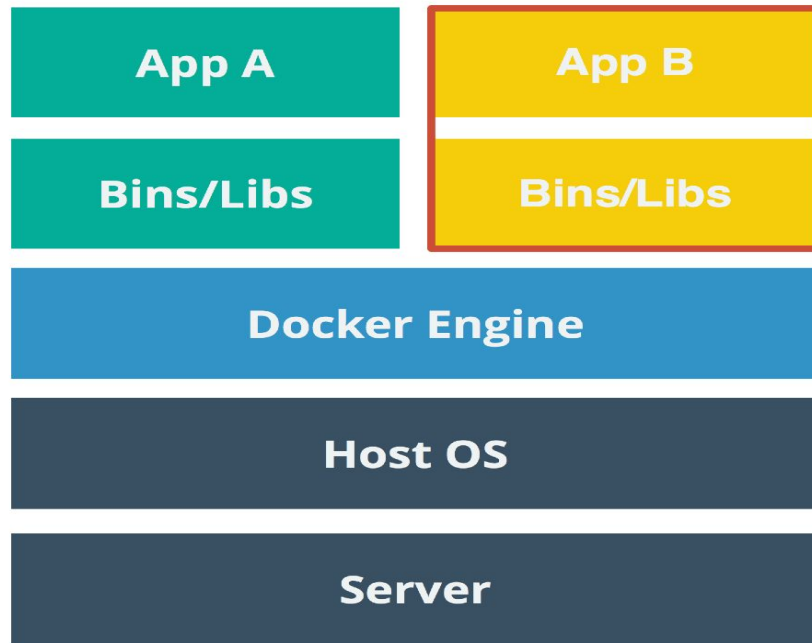 App A
App B
Bins/Libs
Bins/Libs
Docker Engine
Host OS
Server